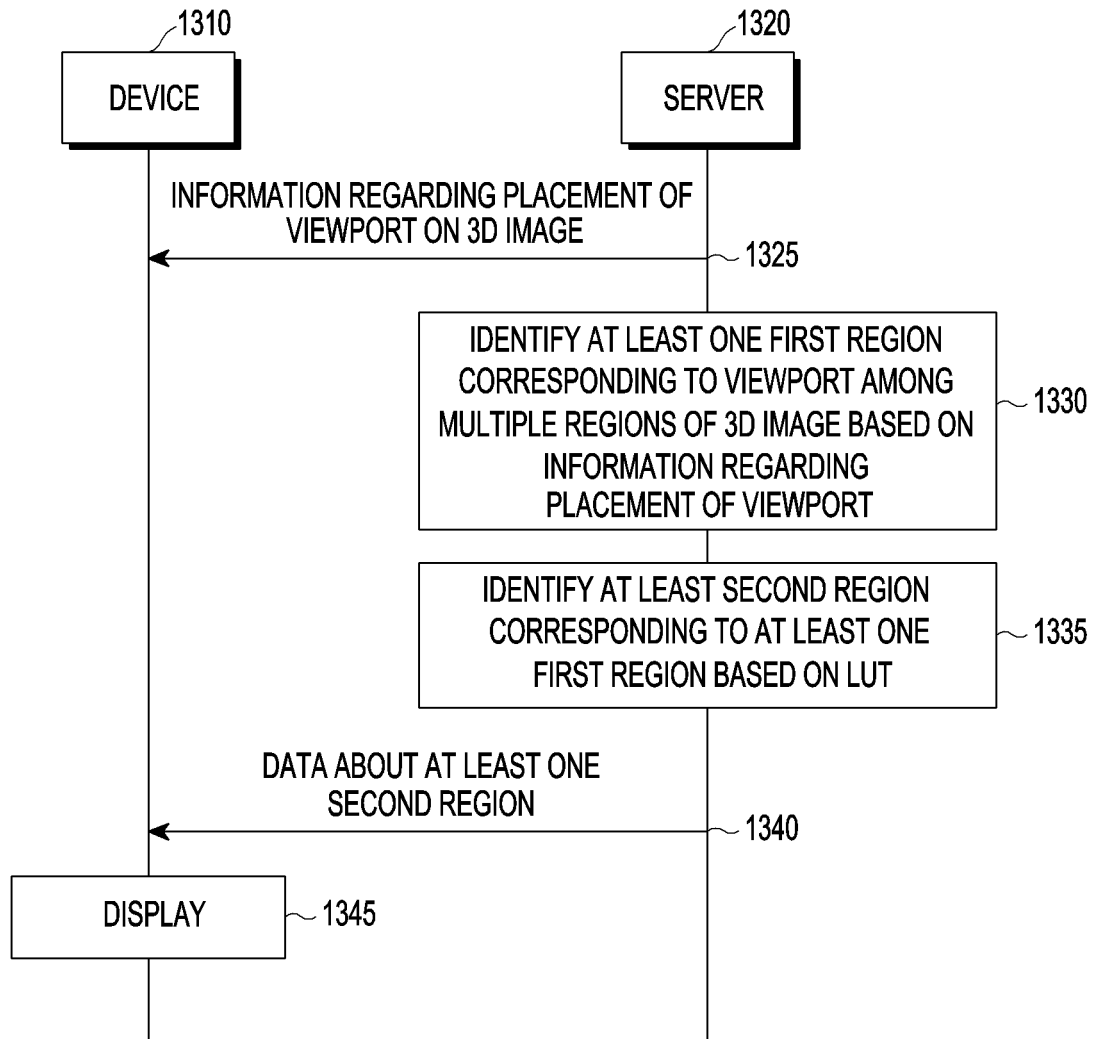 1310
1320
DEVICE
SERVER
INFORMATION REGARDING PLACEMENT OF
VIEWPORT ON 3D IMAGE
1325
IDENTIFY AT LEAST ONE FIRST REGION
CORRESPONDING TO VIEWPORT AMONG
MULTIPLE REGIONS OF 3D IMAGE BASED ON
INFORMATION REGARDING
PLACEMENT OF VIEWPORT
1330
IDENTIFY AT LEAST SECOND REGION
CORRESPONDING TO AT LEAST ONE
FIRST REGION BASED ON LUT
1335
DATA ABOUT AT LEAST ONE
SECOND REGION
1340
DISPLAY
1345